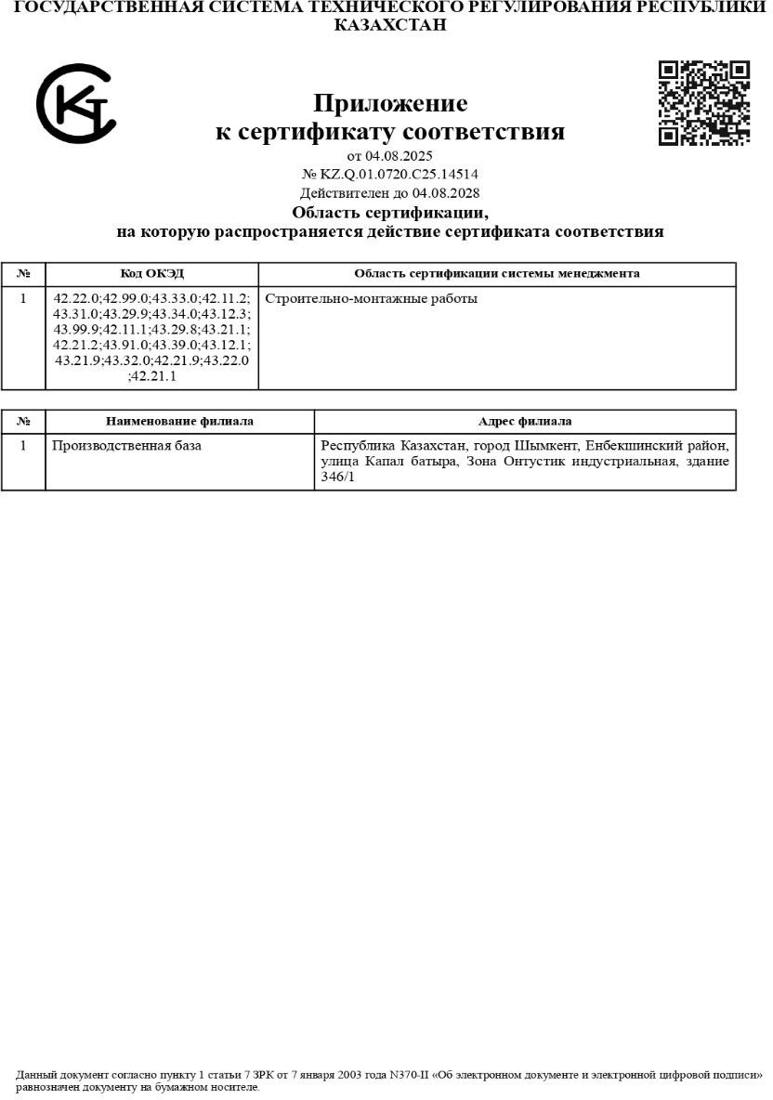 ГОСУДАРСТВЕННАЯ СИСТЕМА ТЕХНИЧЕСКОГО РЕГУЛИРОВАНИЯ РЕСПУБЛИКИ
КАЗАХСТАН
КТ
Приложение
к сертификату соответствия
от 04.08.2025
№ KZ.Q.01.0720.C25.14514
Действителен до 04.08.2028
Область сертификации,
на которую распространяется действие сертификата соответствия
№ Код ОКЭД Область сертификации системы менеджмента
1 42.22.0;42.99.0;43.33.0;42.11.2; Строительно-монтажные работы
43.31.0;43.29.9;43.34.0;43.12.3;
43.99.9;42.11.1;43.29.8;43.21.1;
42.21.2;43.91.0;43.39.0;43.12.1;
43.21.9;43.32.0;42.21.9;43.22.0
;42.21.1
№ Наименование филиала Адрес филиала
1 Производственная база Республика Казахстан, город Шымкент, Енбекшинский район,
улица Капал батыра, Зона Онтустик индустриальная, здание
346/1
Данный документ согласно пункту 1 статьи 7 ЗРК от 7 января 2003 года N370-II «Об электронном документе и электронной цифровой подписи»
равнозначен документу на бумажном носителе.